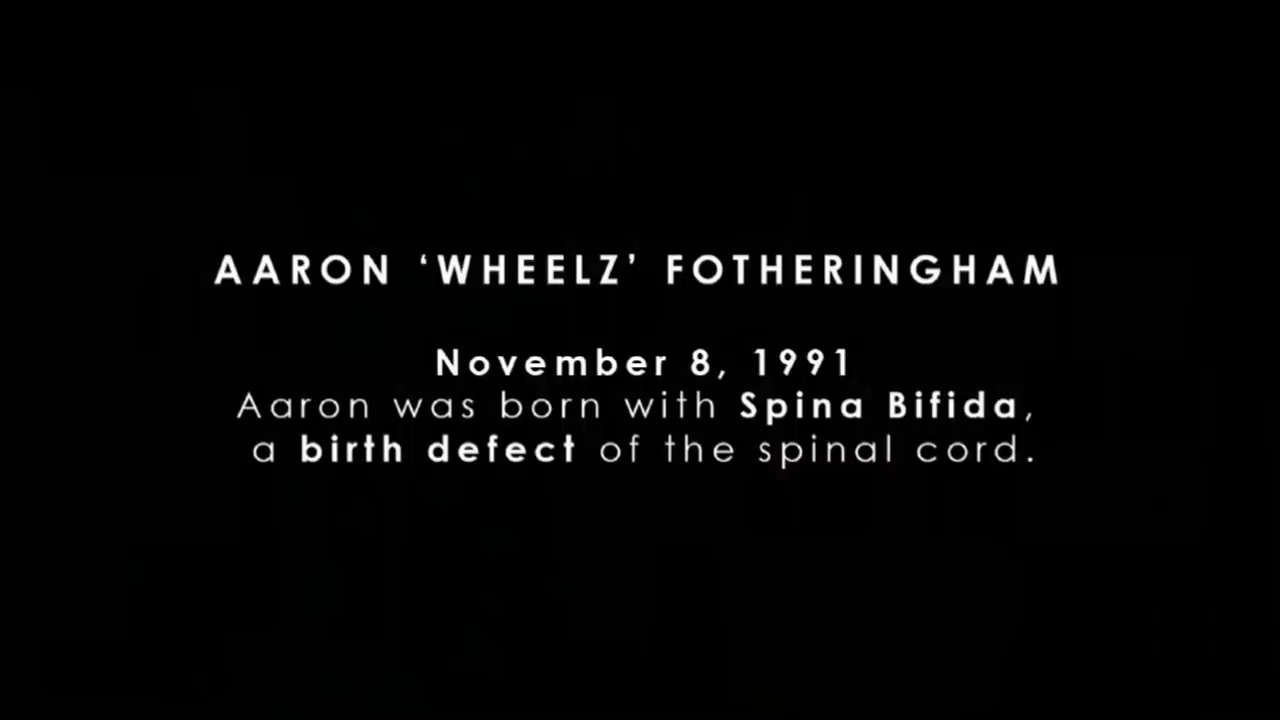 AARON ‘WHEELZ’ FOTHERINGHAM
November 8, 1991
Aaron was born with Spina Bifida,
a birth defect of the spinal cord.